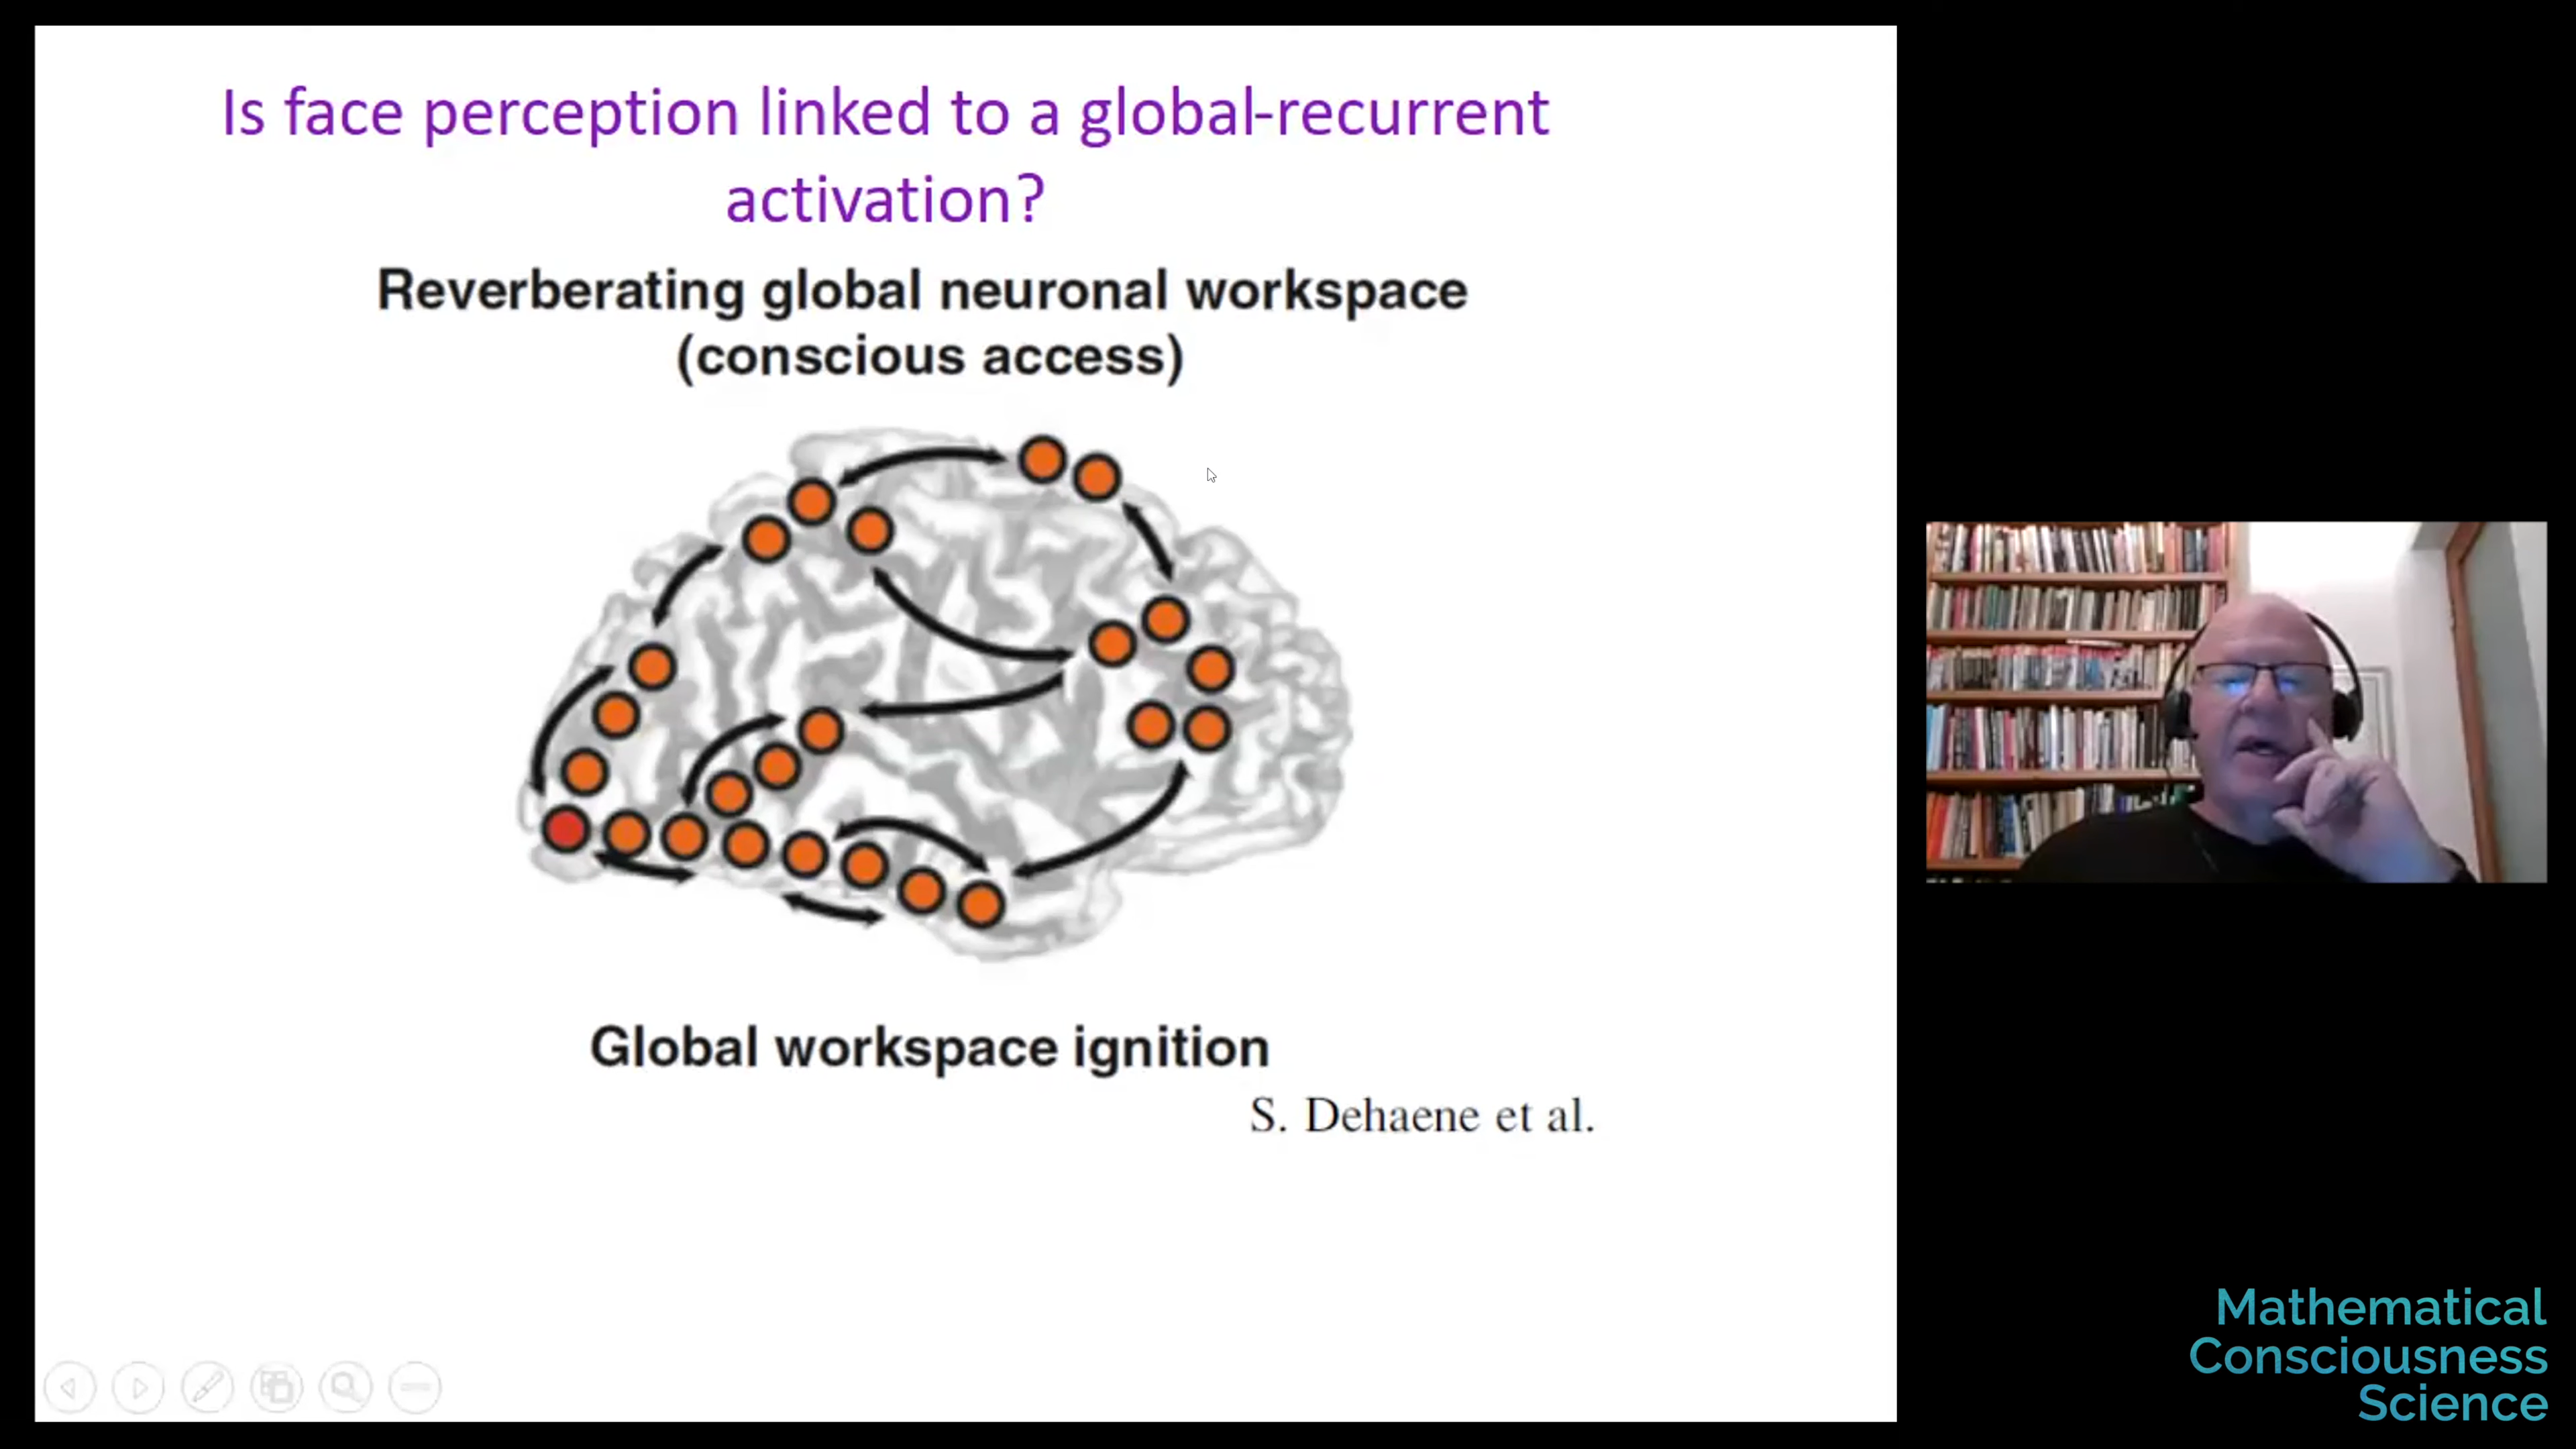 Is face perception linked to a global-recurrent
activation?
Reverberating global neuronal workspace
(conscious access)
Global workspace ignition
S. Dehaene et al.
Mathematical
Consciousness
Science